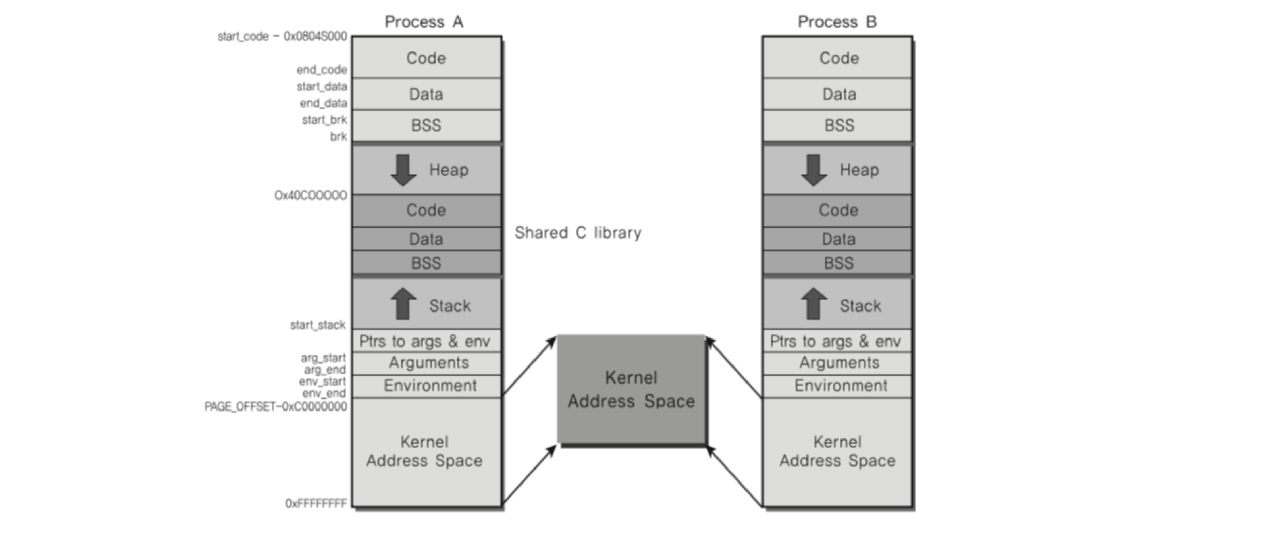 Process A
Process B
start_code - 0x0804S000
Code
end_code
start_data
Data
end_data
start_brk
BSS
brk
Heap
0x40C00000
Code
Data
Shared C library
BSS
Stack
start_stack
Ptrs to args & env
arg_start
Arguments
arg_end
env_start
Environment
env_end
PAGE_OFFSET-0xC0000000
Kernel
Address Space
0xFFFFFFFF
Kernel
Address Space
Code
Data
BSS
Heap
Code
Data
BSS
Stack
Ptrs to args & env
Arguments
Environment
Kernel
Address Space